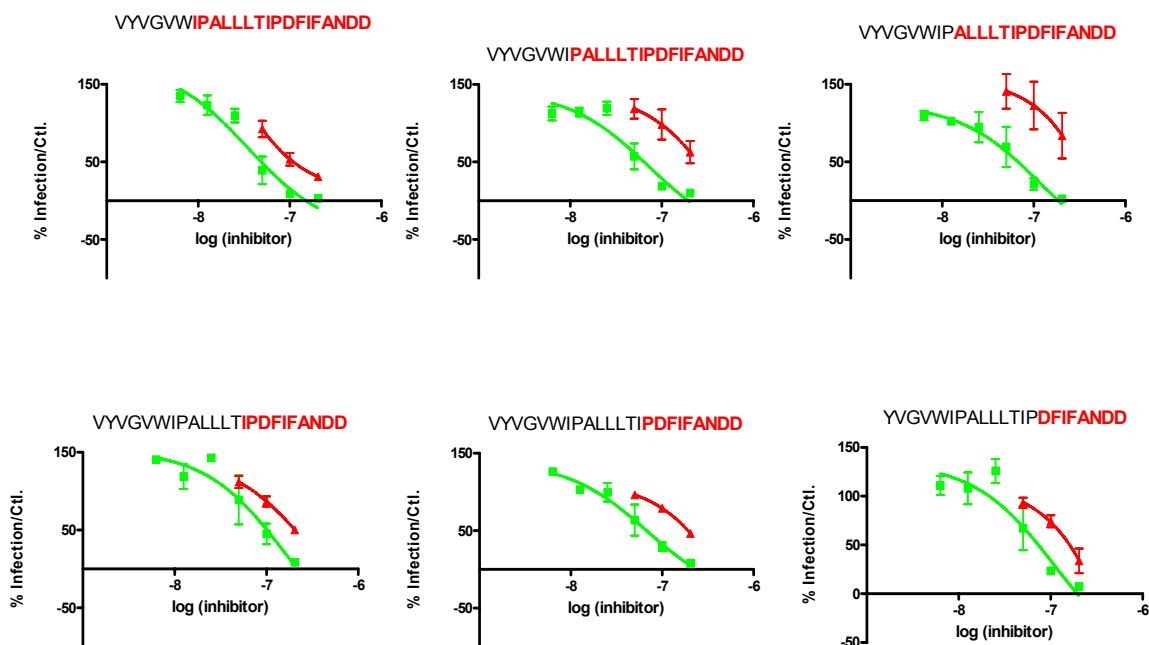 VYVGVWIPALLLTIPDFIFANDD
% Infection/Ctl.
150
50
-50
-8
-7
-6
log (inhibitor)
VYVGVWIPALLLTIPDFIFANDD
% Infection/Ctl.
150
50
-50
-8
-7
-6
log (inhibitor)
VYVGVWIPALLLTIPDFIFANDD
% Infection/Ctl.
150
50
-50
-8
-7
-6
log (inhibitor)
VYVGVWIPALLLTIPDFIFANDD
% Infection/Ctl.
150
50
-50
-8
-7
-6
log (inhibitor)
VYVGVWIPALLLTIPDFIFANDD
% Infection/Ctl.
150
50
-50
-8
-7
-6
log (inhibitor)
YVGVWIPALLLTIPDFIFANDD
% Infection/Ctl.
150
100
50
0
-50
-8
-7
-6
log (inhibitor)